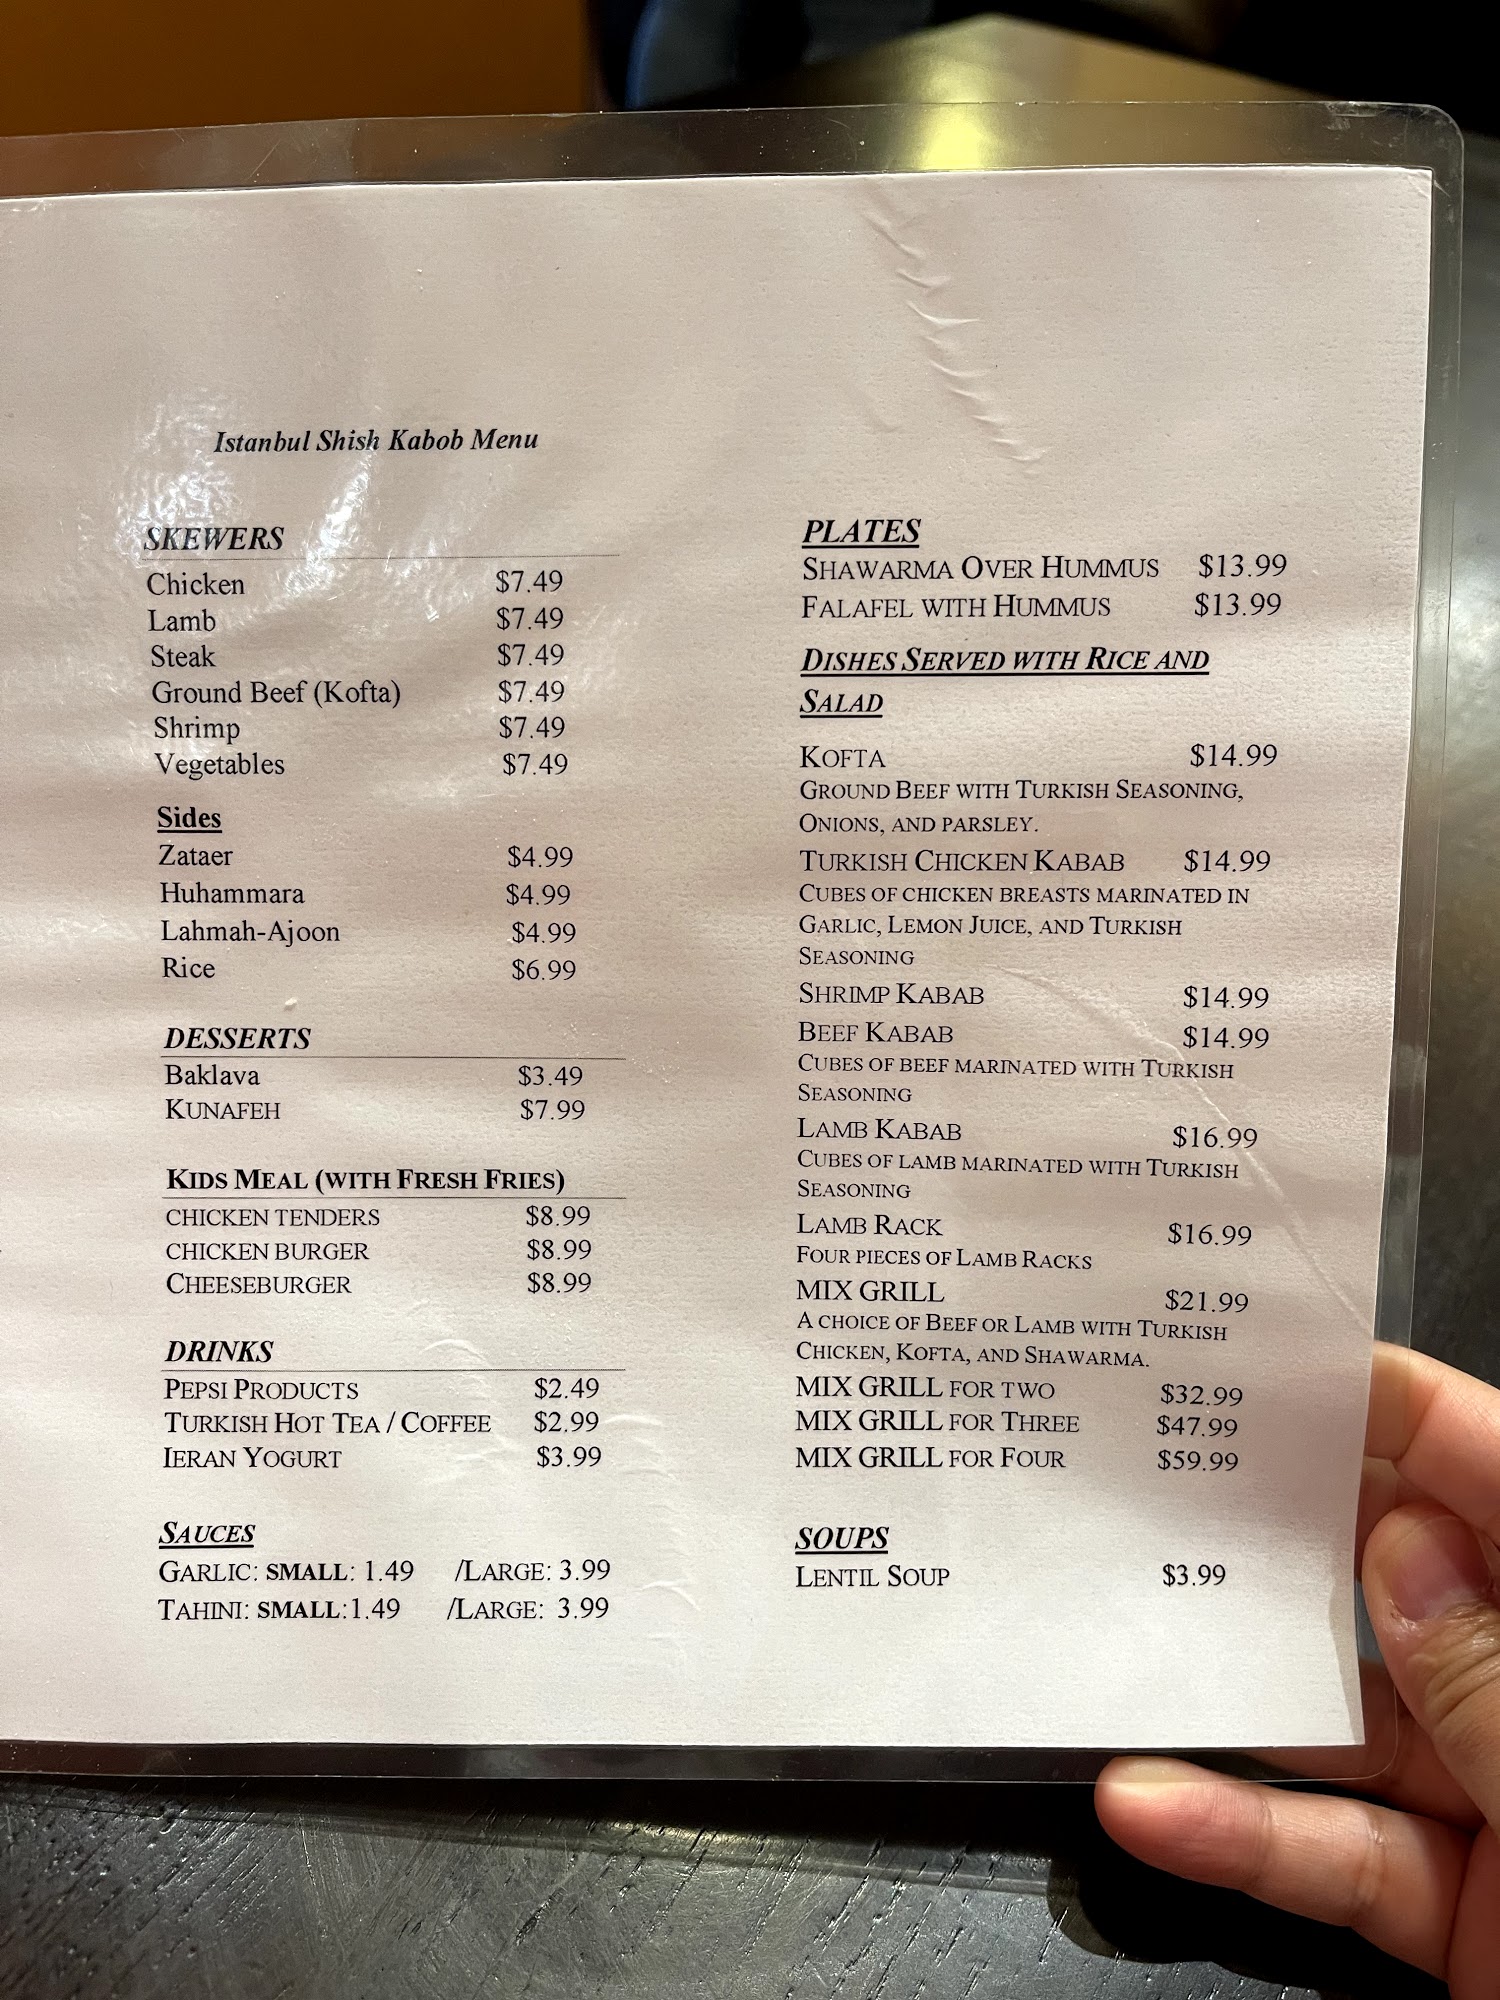 Istanbul Shish Kabob Menu
SKEWERS
Chicken $7.49
Lamb $7.49
Steak $7.49
Ground Beef (Kofta) $7.49
Shrimp $7.49
Vegetables $7.49
Sides
Zataer $4.99
Huhammara $4.99
Lahmah-Ajoon $4.99
Rice $6.99
DESSERTS
Baklava $3.49
KUNAFEH $7.99
KIDS MEAL (WITH FRESH FRIES)
CHICKEN TENDERS $8.99
CHICKEN BURGER $8.99
CHEESEBURGER $8.99
DRINKS
PEPSI PRODUCTS $2.49
TURKISH HOT TEA / COFFEE $2.99
IERAN YOGURT $3.99
SAUCES
GARLIC: SMALL: 1.49 /LARGE: 3.99
TAHINI: SMALL:1.49 /LARGE: 3.99
PLATES
SHAWARMA OVER HUMMUS $13.99
FALAFEL WITH HUMMUS $13.99
DISHES SERVED WITH RICE AND
SALAD
KOFTA $14.99
GROUND BEEF WITH TURKISH SEASONING,
ONIONS, AND PARSLEY.
TURKISH CHICKEN KABAB $14.99
CUBES OF CHICKEN BREASTS MARINATED IN
GARLIC, LEMON JUICE, AND TURKISH
SEASONING
SHRIMP KABAB $14.99
BEEF KABAB $14.99
CUBES OF BEEF MARINATED WITH TURKISH
SEASONING
LAMB KABAB $16.99
CUBES OF LAMB MARINATED WITH TURKISH
SEASONING
LAMB RACK $16.99
FOUR PIECES OF LAMB RACKS
MIX GRILL $21.99
A CHOICE OF BEEF OR LAMB WITH TURKISH
CHICKEN, KOFTA, AND SHAWARMA.
MIX GRILL FOR TWO $32.99
MIX GRILL FOR THREE $47.99
MIX GRILL FOR FOUR $59.99
SOUPS
LENTIL SOUP $3.99